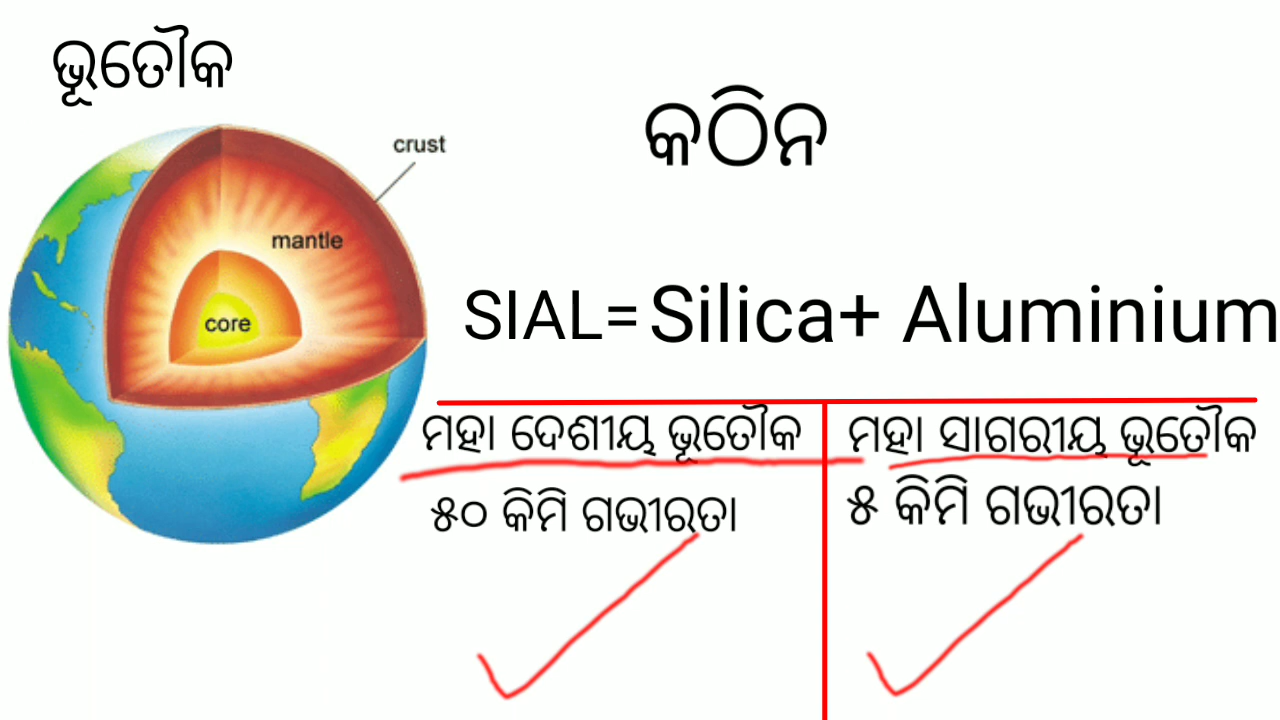 ଭୂତୌକ
କଠିନ
crust
mantle
core
SIAL= Silica+ Aluminium
ମହା ଦେଶୀୟ ଭୂତୌକ
ମହା ସାଗରୀୟ ଭୂତୌକ
୫୦ କିମି ଗଭୀରତା
୫ କିମି ଗଭୀରତା